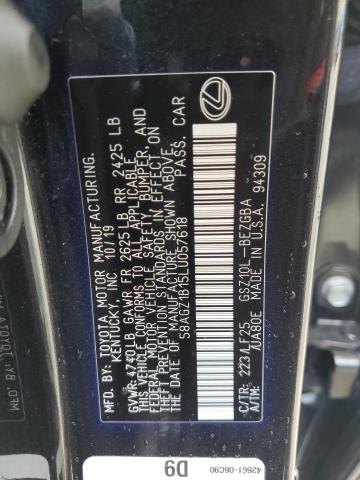 MFD. BY: TOYOTA MOTOR MANUFACTURING,
KENTUCKY, INC. 10/19
GVWR: 4740LB GAWR FR 2625LB RR 2425LB
THIS VEHICLE CONFORMS TO ALL APPLICABLE
FEDERAL MOTOR VEHICLE SAFETY, BUMPER, AND
THEFT PREVENTION STANDARDS IN EFFECT ON
DATE OF MANUFACTURE SHOWN ABOVE.
58AGZ1B15LU057618 PASS. CAR
C/TR: 223/LF25 GSZ10L-BEZGBA
A/TM: /UA80E MADE IN U.S.A. 94309
D9
42661-06C90